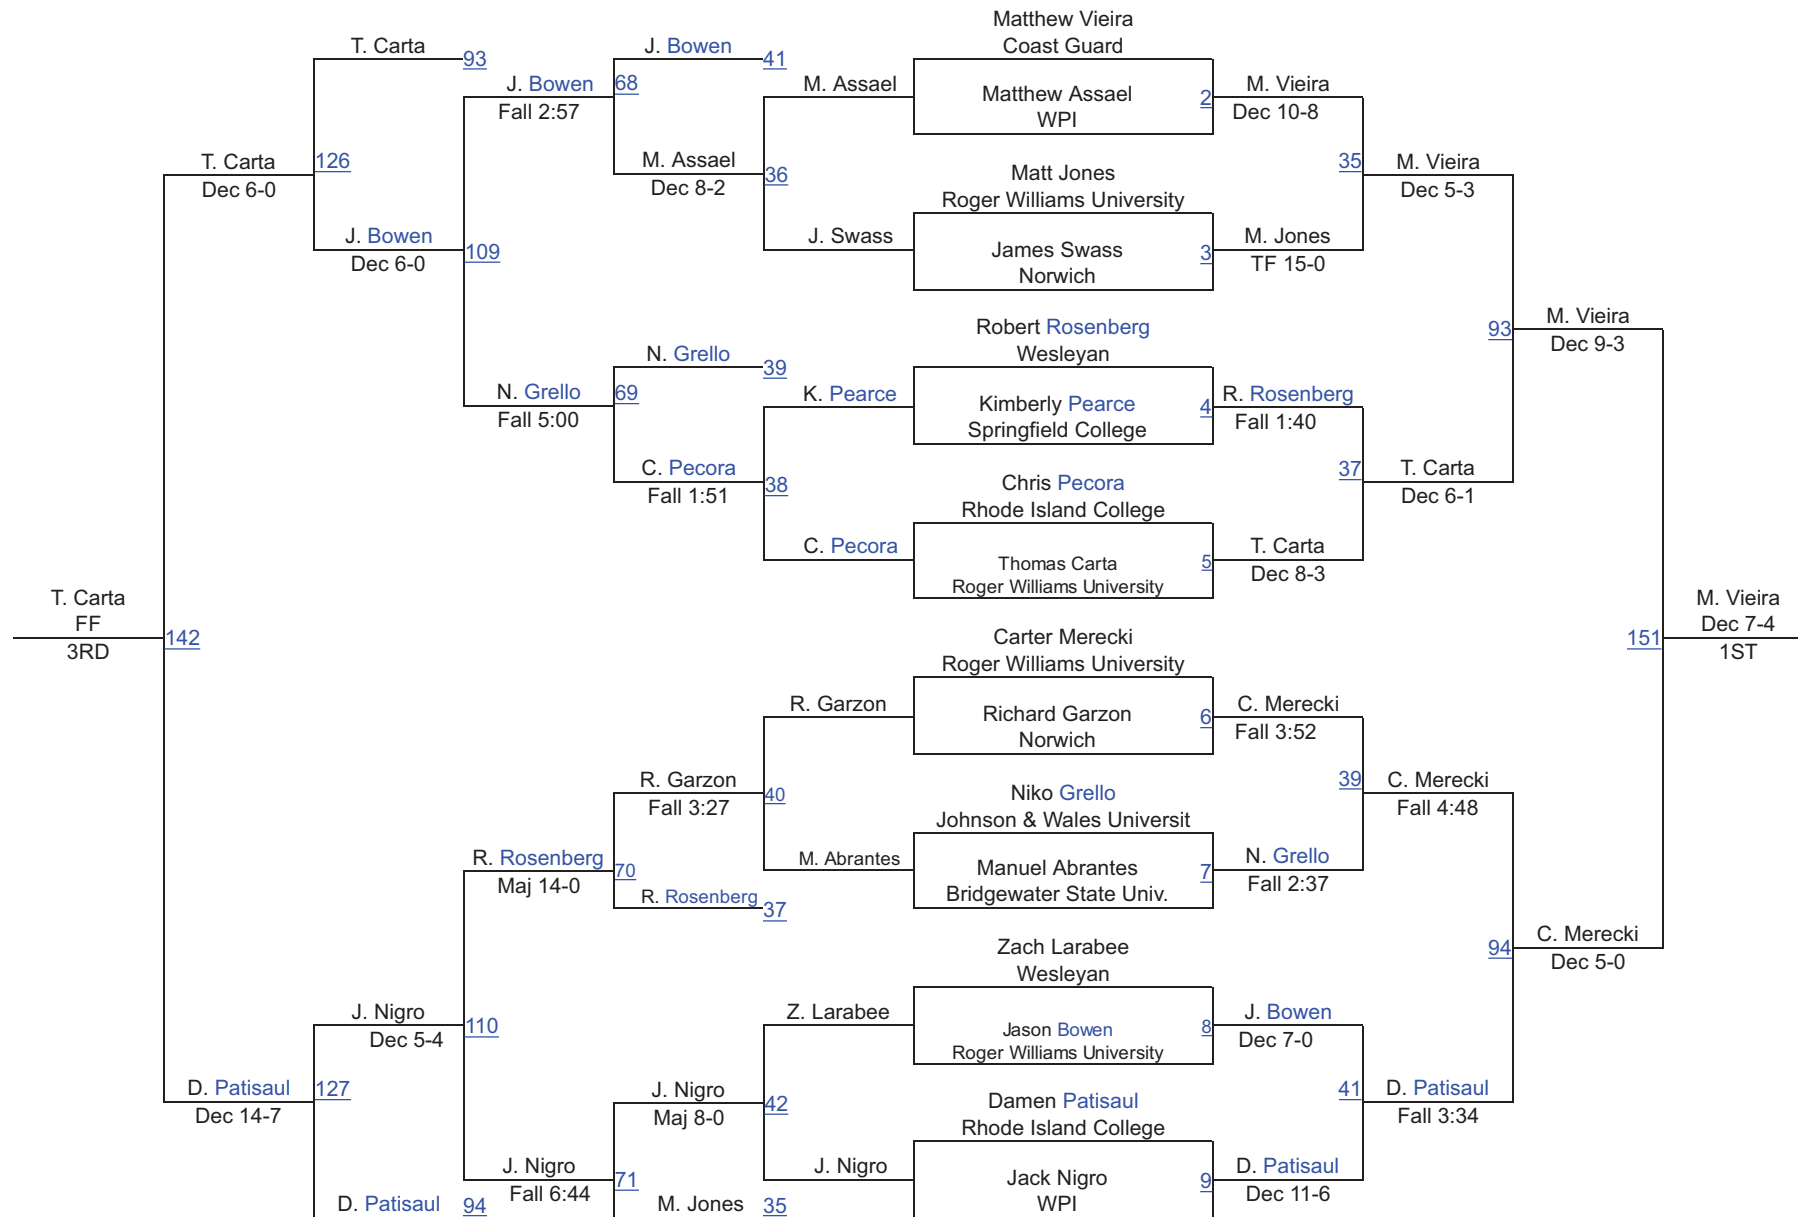 Matthew Vieira
T. Carta
J. Bowen
Coast Guard
93
41
J. Bowen
68
M. Assael
Matthew Assael
2
M. Vieira
Fall 2:57
WPI
Dec 10-8
T. Carta
126
M. Assael
35
M. Vieira
Dec 6-0
Dec 8-2
36
Matt Jones
Dec 5-3
Roger Williams University
J. Bowen
J. Swass
M. Jones
Dec 6-0
109
James Swass
3
TF 15-0
Norwich
Robert Rosenberg
93
M. Vieira
N. Grello
Wesleyan
Dec 9-3
39
N. Grello
69
K. Pearce
Kimberly Pearce
4
R. Rosenberg
Fall 5:00
Springfield College
Fall 1:40
C. Pecora
37
T. Carta
Fall 1:51
38
Chris Pecora
Dec 6-1
Rhode Island College
C. Pecora
T. Carta
Thomas Carta
5
Dec 8-3
Roger Williams University
T. Carta
M. Vieira
FF
Dec 7-4
142
Carter Merecki
151
3RD
1ST
Roger Williams University
R. Garzon
Richard Garzon
6
C. Merecki
Norwich
Fall 3:52
R. Garzon
39
C. Merecki
Fall 3:27
40
Niko Grello
Fall 4:48
Johnson & Wales Universit
R. Rosenberg
M. Abrantes
N. Grello
Maj 14-0
70
Manuel Abrantes
7
Fall 2:37
R. Rosenberg
Bridgewater State Univ.
37
Zach Larabee
94
C. Merecki
Wesleyan
Dec 5-0
J. Nigro
Z. Larabee
J. Bowen
Dec 5-4
110
Jason Bowen
8
Dec 7-0
Roger Williams University
D. Patisaul
127
J. Nigro
41
D. Patisaul
Dec 14-7
Maj 8-0
42
Damen Patisaul
Fall 3:34
Rhode Island College
J. Nigro
J. Nigro
D. Patisaul
Fall 6:44
71
Jack Nigro
9
Dec 11-6
D. Patisaul
94
M. Jones
35
WPI